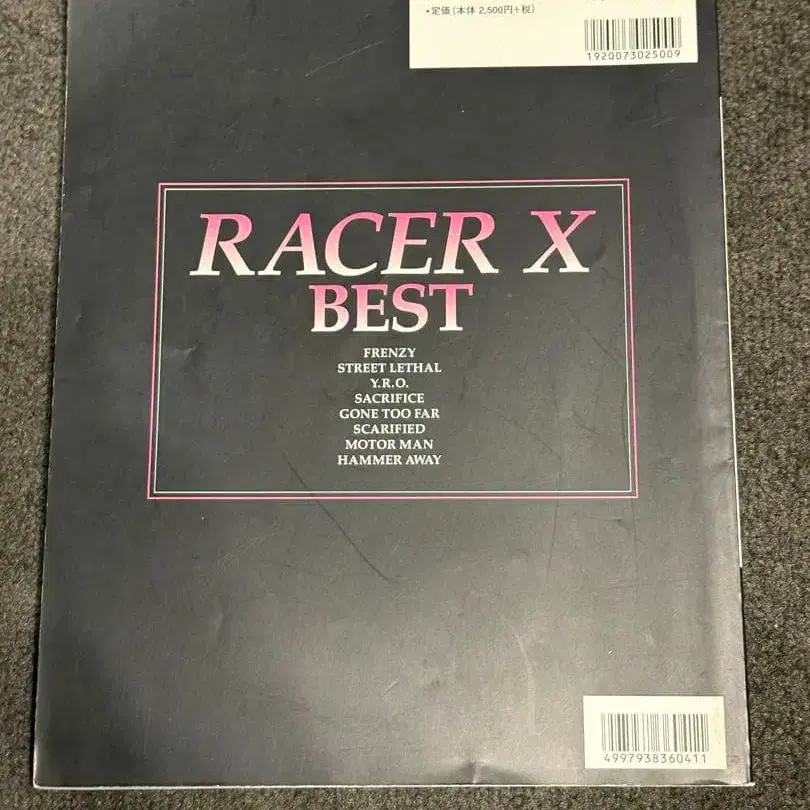 •定価(本体 2,500円+税)
1920073025009
RACER X
BEST
FRENZY
STREET LETHAL
Y.R.O.
SACRIFICE
GONE TOO FAR
SCARIFIED
MOTOR MAN
HAMMER AWAY
4997938360411